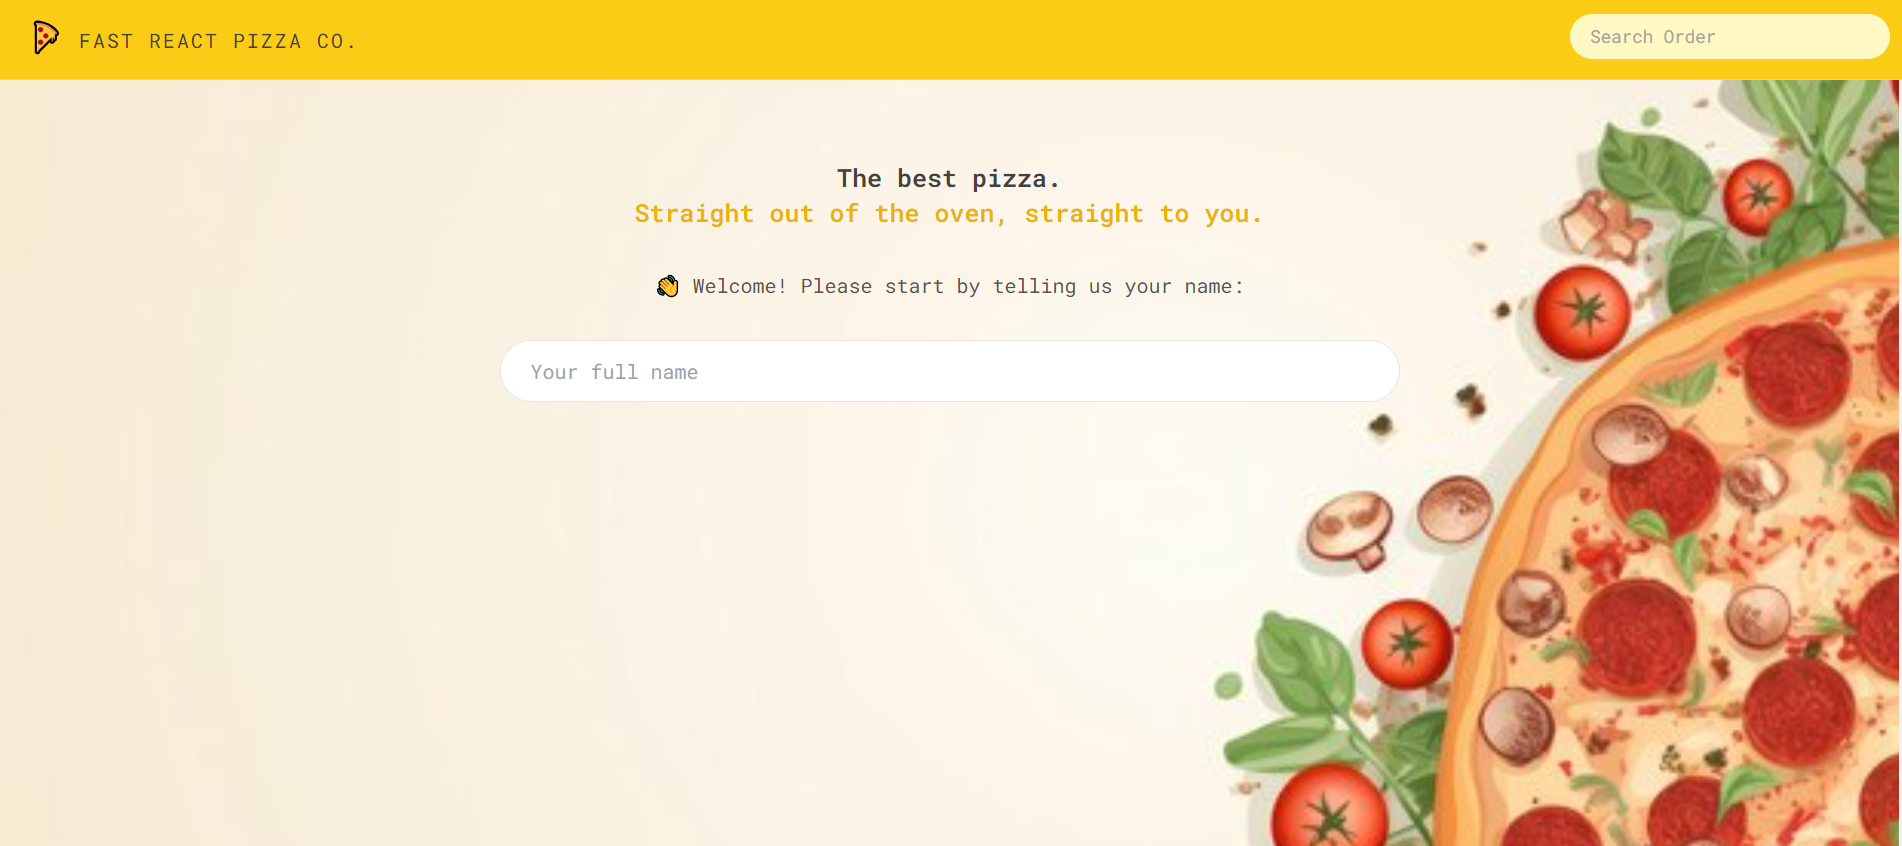 FAST REACT PIZZA CO.
Search Order
The best pizza.
Straight out of the oven, straight to you.
👋 Welcome! Please start by telling us your name:
Your full name